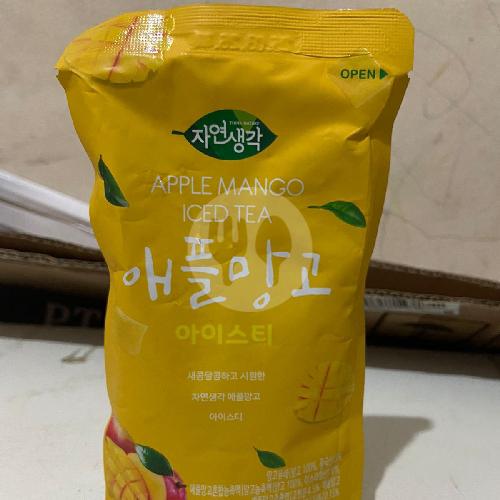 OPEN
THINK NATURE
자연생각
APPLE MANGO
ICED TEA
애플망고
아이스티
새콤달콤하고 시원한
자연생각 애플망고
아이스티